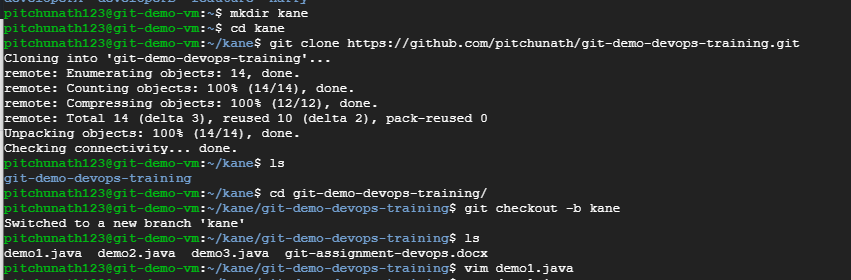 pitchunath123@git-demo-vm:~$ mkdir kane
pitchunath123@git-demo-vm:~$ cd kane
pitchunath123@git-demo-vm:~/kane$ git clone https://github.com/pitchunath/git-demo-devops-training.git
Cloning into 'git-demo-devops-training'...
remote: Enumerating objects: 14, done.
remote: Counting objects: 100% (14/14), done.
remote: Compressing objects: 100% (12/12), done.
remote: Total 14 (delta 3), reused 10 (delta 2), pack-reused 0
Unpacking objects: 100% (14/14), done.
Checking connectivity... done.
pitchunath123@git-demo-vm:~/kane$ ls
git-demo-devops-training
pitchunath123@git-demo-vm:~/kane$ cd git-demo-devops-training/
pitchunath123@git-demo-vm:~/kane/git-demo-devops-training$ git checkout -b kane
Switched to a new branch 'kane'
pitchunath123@git-demo-vm:~/kane/git-demo-devops-training$ ls
demo1.java  demo2.java  demo3.java  git-assignment-devops.docx
pitchunath123@git-demo-vm:~/kane/git-demo-devops-training$ vim demo1.java